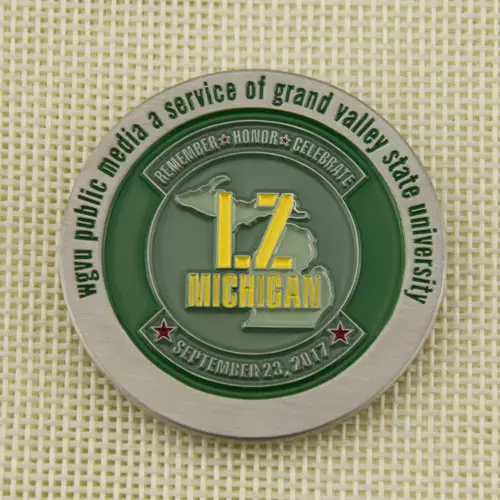 wgvu public media a service of grand valley state university
REMEMBER★HONOR★CELEBRATE
LZ
MICHIGAN
SEPTEMBER 23, 2017